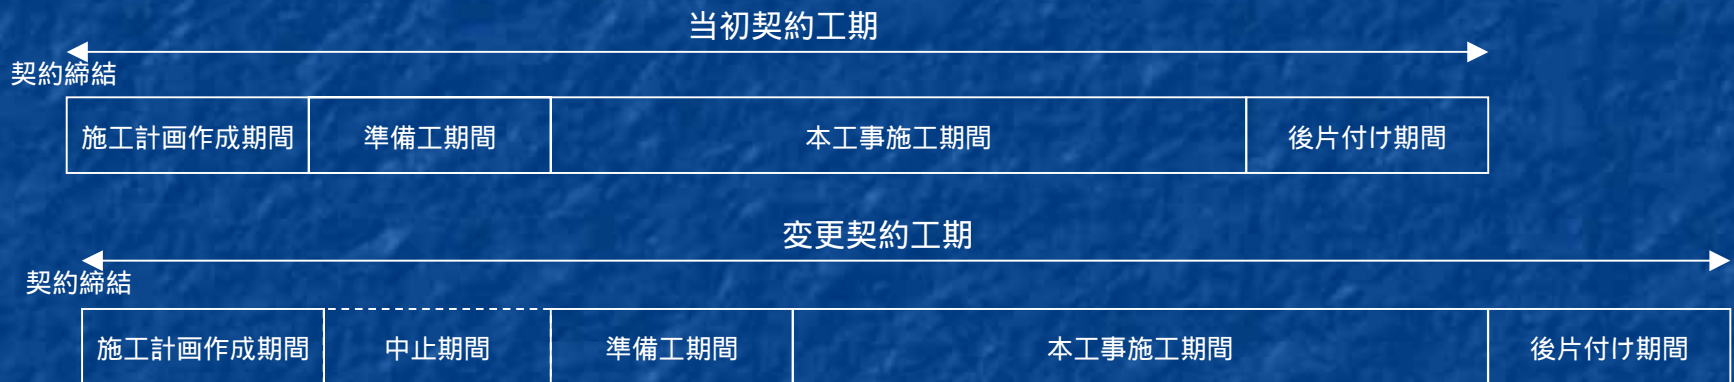 当初契約工期
契約締結
施工計画作成期間
準備工期間
本工事施工期間
後片付け期間
変更契約工期
契約締結
施工計画作成期間
中止期間
準備工期間
本工事施工期間
後片付け期間